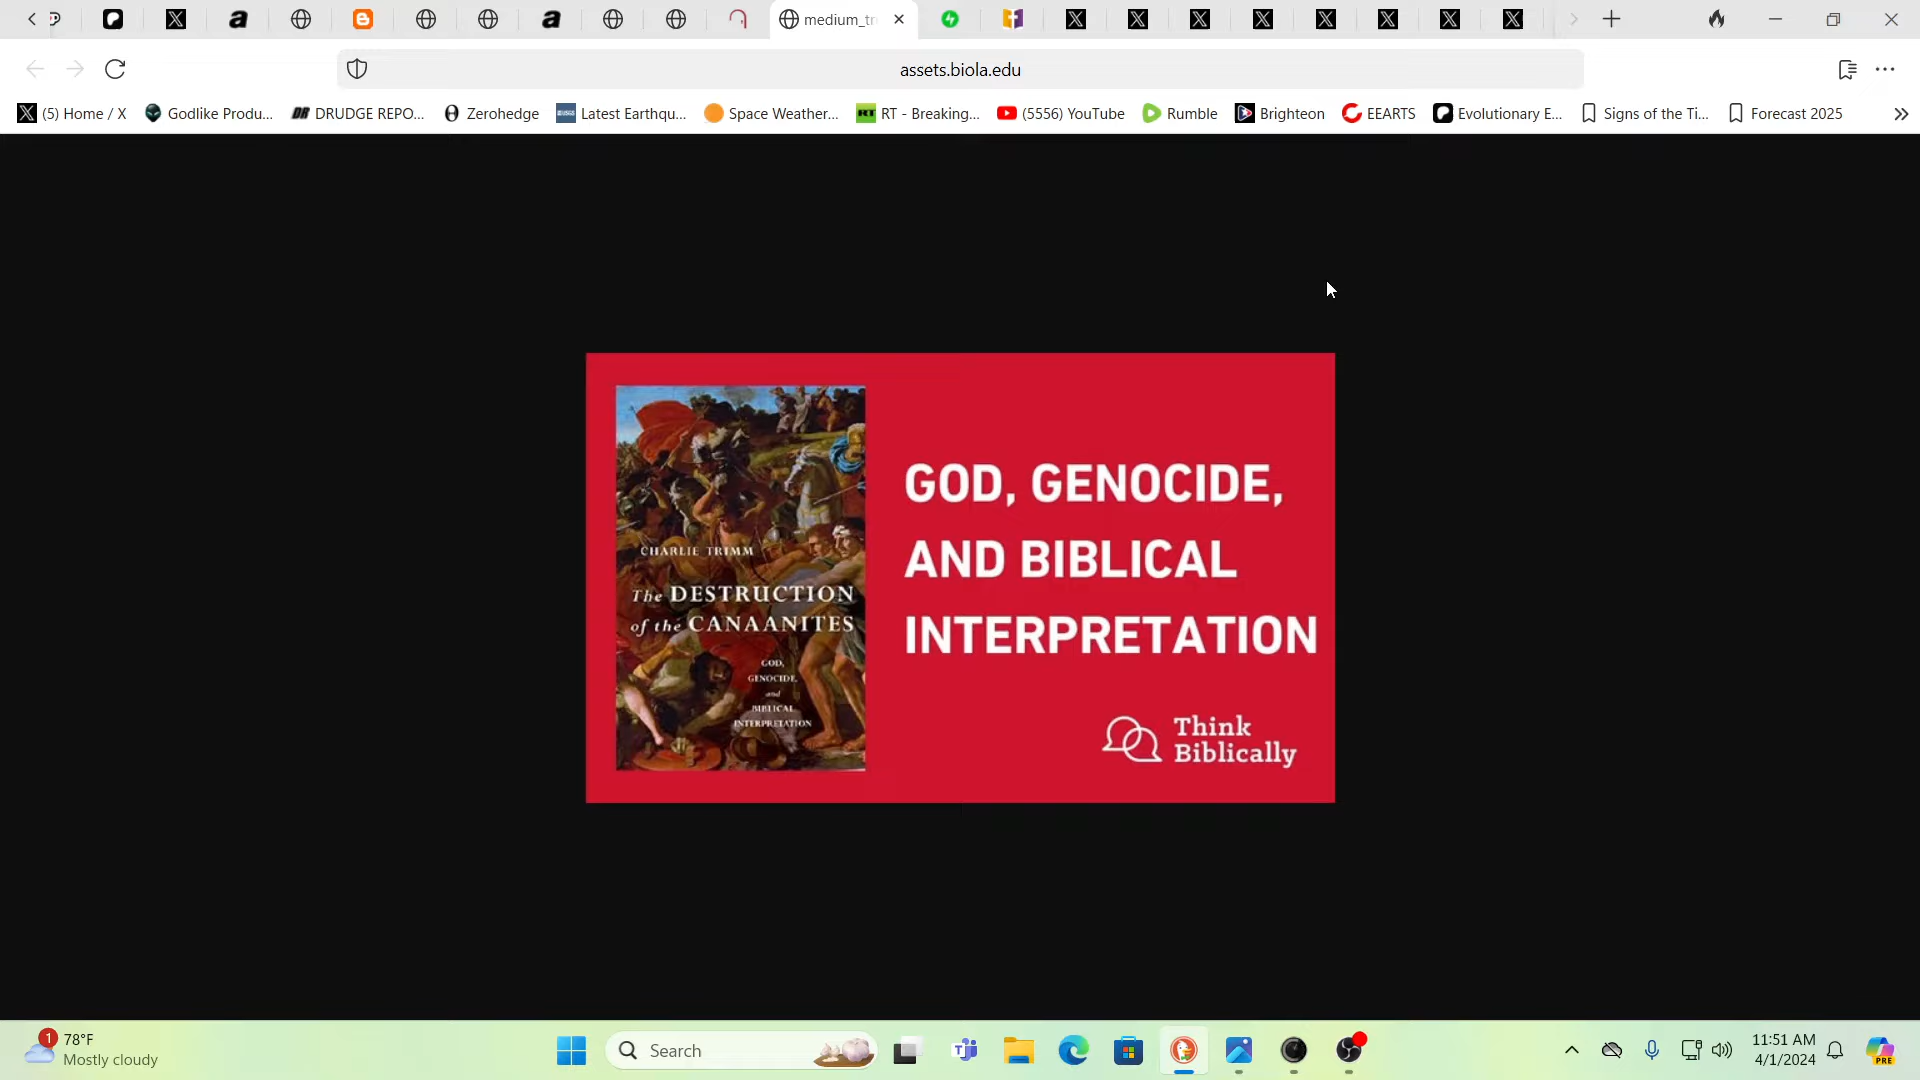 medium_tr
assets.biola.edu
(5) Home / X
Godlike Produ...
DRUDGE REPO...
Zerohedge
Latest Earthqu...
Space Weather...
RT - Breaking...
(5556) YouTube
Rumble
Brighteon
EEARTS
Evolutionary E...
Signs of the Ti...
Forecast 2025
CHARLIE TRIMM
The DESTRUCTION
of the CANAANITES
GOD,
GENOCIDE,
and
BIBLICAL
INTERPRETATION
GOD, GENOCIDE,
AND BIBLICAL
INTERPRETATION
Think
Biblically
1
78°F
Mostly cloudy
Search
11:51 AM
4/1/2024
PRE